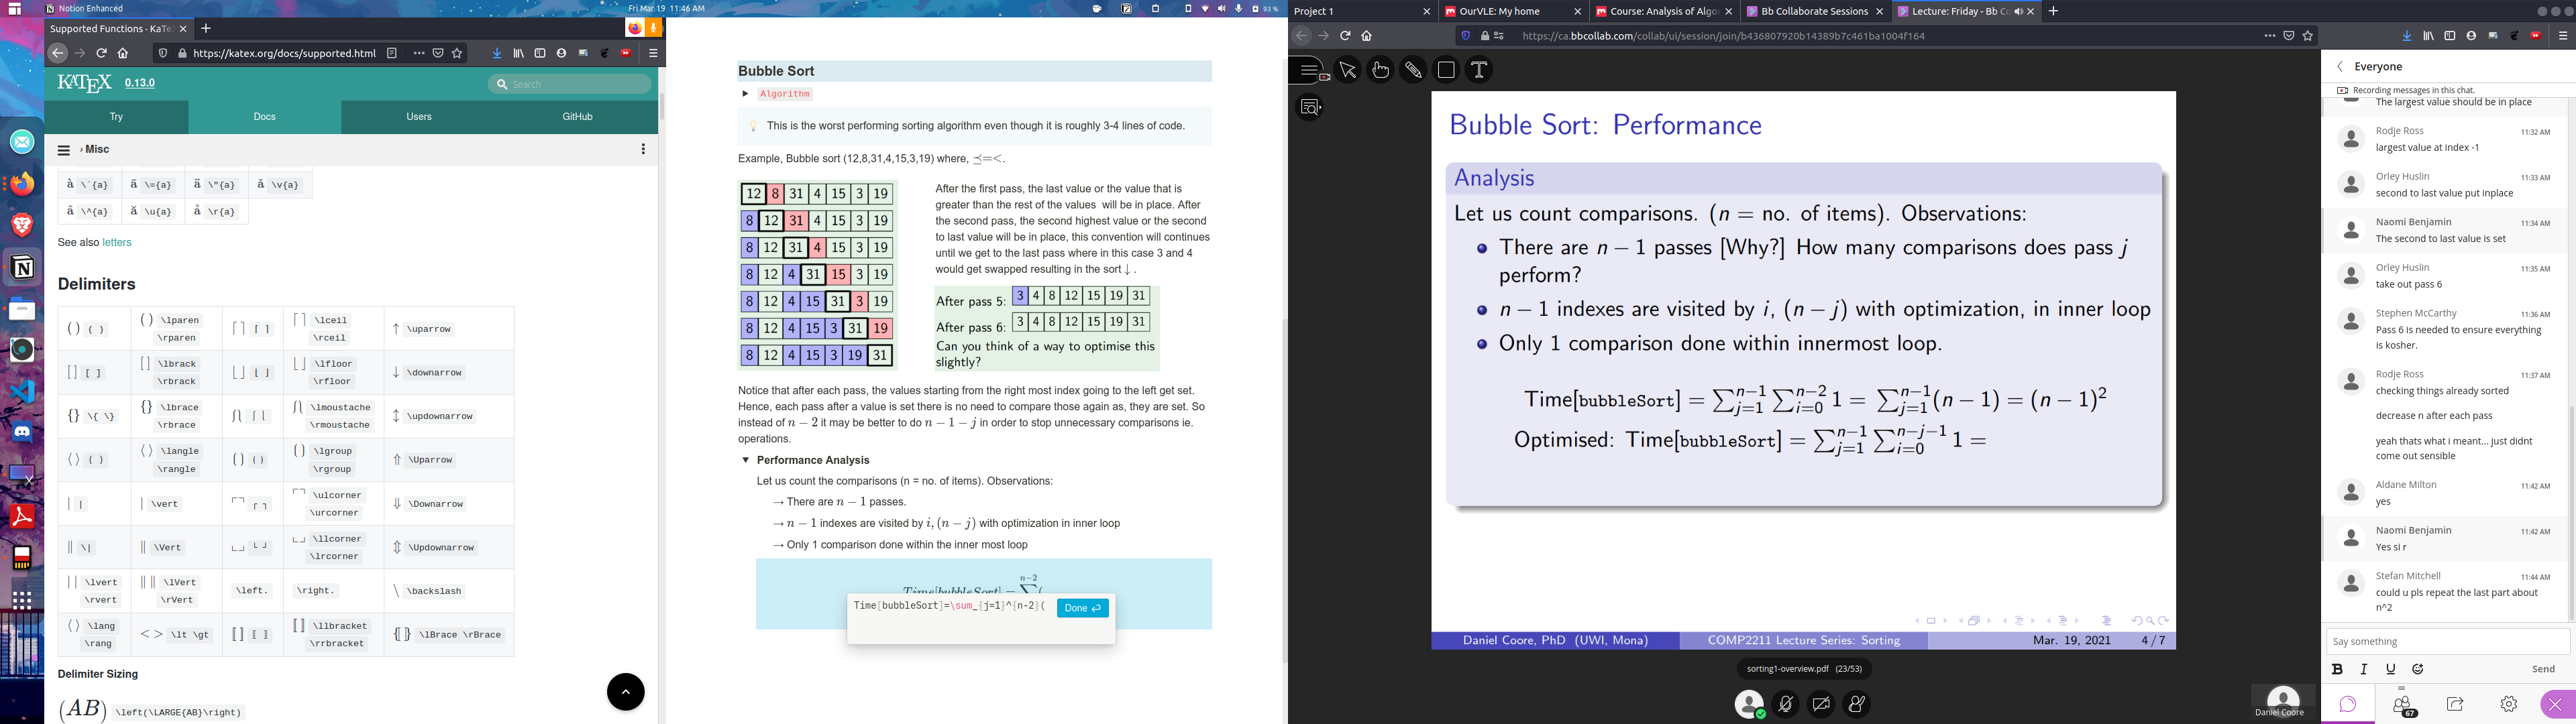 Notion Enhanced
Fri Mar 19 11:46 AM
93 %
Supported Functions - KaTe
https://katex.org/docs/supported.html
KATEX 0.13.0
Search
Try Docs Users GitHub
› Misc
à \`{a} ā \={a} ä \"{a} ǎ \v{a}
â \^{a} ă \u{a} å \r{a}
See also letters
Delimiters
( ) ( ) ( ) \lparen \rparen ⌈ ⌉ ⌈ ⌉ ⌈ ⌉ \lceil \rceil ↑ \uparrow
[ ] [ ] [ ] \lbrack \rbrack ⌊ ⌋ ⌊ ⌋ ⌊ ⌋ \lfloor \rfloor ↓ \downarrow
{ } \{ \} { } \lbrace \rbrace ⎰⎱ ⎰⎱ ⎰⎱ \lmoustache \rmoustache ↕ \updownarrow
⟨ ⟩ ⟨ ⟩ ⟨ ⟩ \langle \rangle ⟮ ⟯ ⟮ ⟯ ⟮ ⟯ \lgroup \rgroup ⇑ \Uparrow
| | | \vert ┌ ┐ ┌ ┐ ┌ ┐ \ulcorner \urcorner ⇓ \Downarrow
‖ \| ‖ \Vert └ ┘ └ ┘ └ ┘ \llcorner \lrcorner ⇕ \Updownarrow
| | \lvert \rvert ‖ ‖ \lVert \rVert \left. \right. \ \backslash
⟨ ⟩ \lang \rang < > \lt \gt ⟦ ⟧ ⟦ ⟧ ⟦ ⟧ \llbracket \rrbracket ⦃ ⦄ \lBrace \rBrace
Delimiter Sizing
(AB) \left(\LARGE{AB}\right)
Bubble Sort
Algorithm
This is the worst performing sorting algorithm even though it is roughly 3-4 lines of code.
Example, Bubble sort (12,8,31,4,15,3,19) where, ⪯=<.
12 8 31 4 15 3 19
8 12 31 4 15 3 19
8 12 31 4 15 3 19
8 12 4 31 15 3 19
8 12 4 15 31 3 19
8 12 4 15 3 31 19
8 12 4 15 3 19 31
After the first pass, the last value or the value that is
greater than the rest of the values will be in place. After
the second pass, the second highest value or the second
to last value will be in place, this convention will continues
until we get to the last pass where in this case 3 and 4
would get swapped resulting in the sort ↓ .
After pass 5: 3 4 8 12 15 19 31
After pass 6: 3 4 8 12 15 19 31
Can you think of a way to optimise this
slightly?
Notice that after each pass, the values starting from the right most index going to the left get set.
Hence, each pass after a value is set there is no need to compare those again as, they are set. So
instead of n − 2 it may be better to do n − 1 − j in order to stop unnecessary comparisons ie.
operations.
Performance Analysis
Let us count the comparisons (n = no. of items). Observations:
→ There are n − 1 passes.
→ n − 1 indexes are visited by i, (n − j) with optimization in inner loop
→ Only 1 comparison done within the inner most loop
n−2
Time[bubbleSort] = ∑ (
Time[bubbleSort]=\sum_{j=1}^{n-2}(
Done
Project 1
OurVLE: My home
Course: Analysis of Algo
Bb Collaborate Sessions
Lecture: Friday - Bb Co
https://ca.bbcollab.com/collab/ui/session/join/b436807920b14389b7c461ba1004f164
Bubble Sort: Performance
Analysis
Let us count comparisons. (n = no. of items). Observations:
There are n − 1 passes [Why?] How many comparisons does pass j
perform?
n − 1 indexes are visited by i, (n − j) with optimization, in inner loop
Only 1 comparison done within innermost loop.
Time[bubbleSort] = ∑_{j=1}^{n−1} ∑_{i=0}^{n−2} 1 = ∑_{j=1}^{n−1}(n − 1) = (n − 1)²
Optimised: Time[bubbleSort] = ∑_{j=1}^{n−1} ∑_{i=0}^{n−j−1} 1 =
Daniel Coore, PhD (UWI, Mona)
COMP2211 Lecture Series: Sorting
Mar. 19, 2021
4 / 7
sorting1-overview.pdf (23/53)
Daniel Coore
Everyone
Recording messages in this chat.
The largest value should be in place
Rodje Ross 11:32 AM
largest value at index -1
Orley Huslin 11:33 AM
second to last value put inplace
Naomi Benjamin 11:34 AM
The second to last value is set
Orley Huslin 11:35 AM
take out pass 6
Stephen McCarthy 11:36 AM
Pass 6 is needed to ensure everything
is kosher.
Rodje Ross 11:37 AM
checking things already sorted
decrease n after each pass
yeah thats what i meant... just didnt
come out sensible
Aldane Milton 11:42 AM
yes
Naomi Benjamin 11:42 AM
Yes si r
Stefan Mitchell 11:44 AM
could u pls repeat the last part about
n^2
Say something
B I U
Send
67